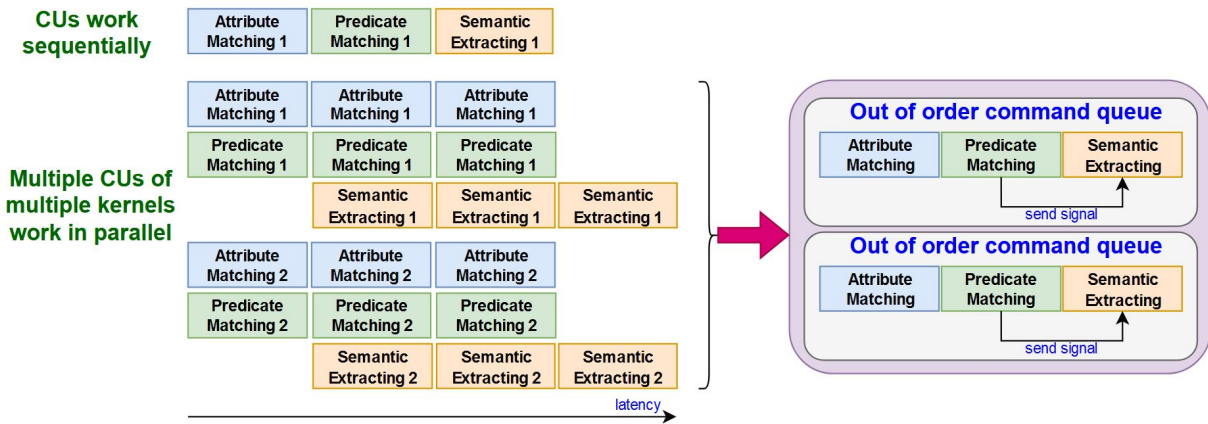 CUs work
sequentially
Attribute
Matching 1
Predicate
Matching 1
Semantic
Extracting 1
Multiple CUs of
multiple kernels
work in parallel
Attribute
Matching 1
Attribute
Matching 1
Attribute
Matching 1
Predicate
Matching 1
Predicate
Matching 1
Predicate
Matching 1
Semantic
Extracting 1
Semantic
Extracting 1
Semantic
Extracting 1
Attribute
Matching 2
Attribute
Matching 2
Attribute
Matching 2
Predicate
Matching 2
Predicate
Matching 2
Predicate
Matching 2
Semantic
Extracting 2
Semantic
Extracting 2
Semantic
Extracting 2
latency
Out of order command queue
Attribute
Matching
Predicate
Matching
Semantic
Extracting
send signal
Out of order command queue
Attribute
Matching
Predicate
Matching
Semantic
Extracting
send signal